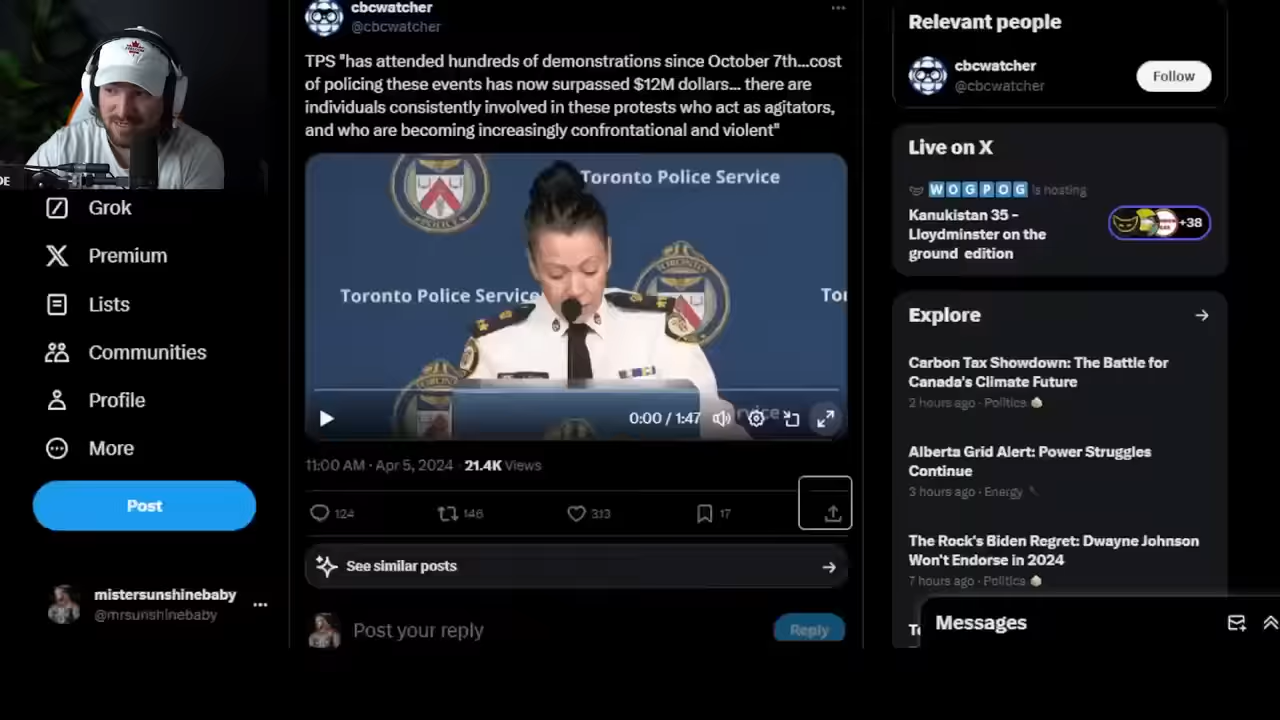 DE
Grok
Premium
Lists
Communities
Profile
More
Post
mistersunshinebaby
@mrsunshinebaby
cbcwatcher
@cbcwatcher
TPS "has attended hundreds of demonstrations since October 7th...cost
of policing these events has now surpassed $12M dollars... there are
individuals consistently involved in these protests who act as agitators,
and who are becoming increasingly confrontational and violent"
Toronto Police Service
Toronto Police Service
TORONTO
0:00 / 1:47
11:00 AM · Apr 5, 2024 · 21.4K Views
124
146
313
17
See similar posts
Post your reply
Reply
Relevant people
cbcwatcher
@cbcwatcher
Follow
Live on X
WOGPOG is hosting
Kanukistan 35 -
Lloydminster on the
ground edition
+38
Explore
Carbon Tax Showdown: The Battle for
Canada's Climate Future
2 hours ago · Politics
Alberta Grid Alert: Power Struggles
Continue
3 hours ago · Energy
The Rock's Biden Regret: Dwayne Johnson
Won't Endorse in 2024
7 hours ago · Politics
Messages